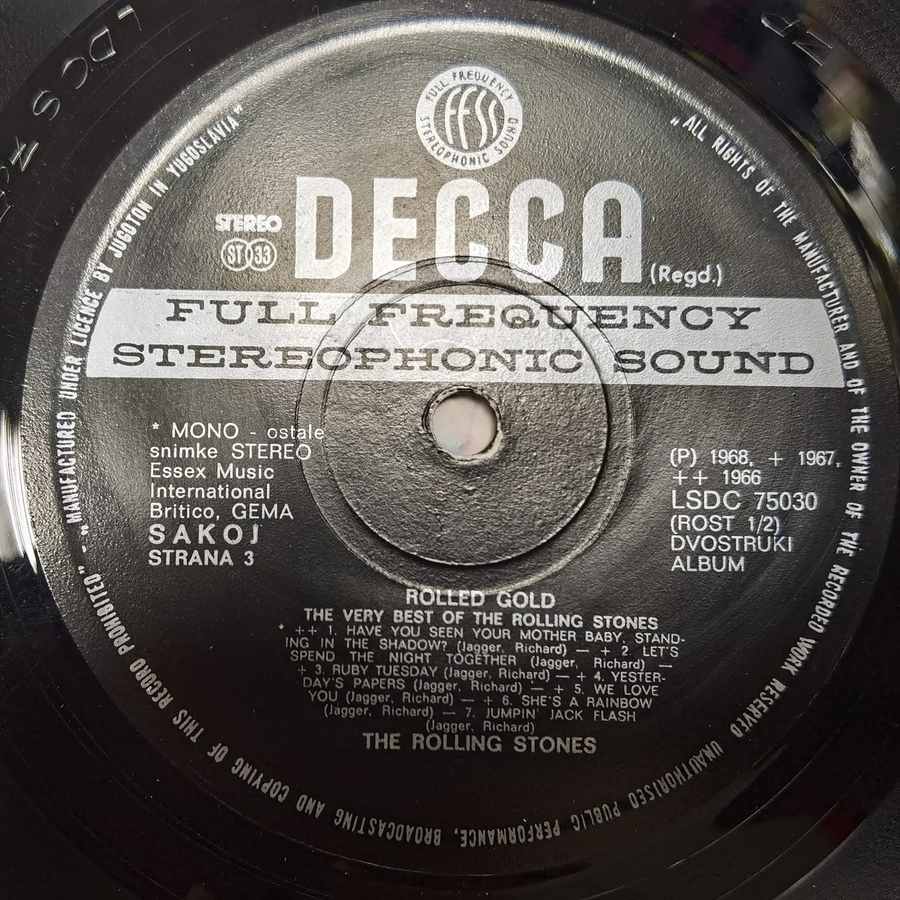 LDCS 7
FULL FREQUENCY
ffss
STEREOPHONIC SOUND
STEREO
ST 33
DECCA (Regd.)
FULL FREQUENCY
STEREOPHONIC SOUND
* MONO - ostale
snimke STEREO
Essex Music
International
Britico, GEMA
SAKOJ
STRANA 3
(P) 1968, + 1967,
++ 1966
LSDC 75030
(ROST 1/2)
DVOSTRUKI
ALBUM
ROLLED GOLD
THE VERY BEST OF THE ROLLING STONES
* ++ 1. HAVE YOU SEEN YOUR MOTHER BABY, STAND-
ING IN THE SHADOW? (Jagger, Richard) — + 2. LET'S
SPEND THE NIGHT TOGETHER (Jagger, Richard) —
+ 3. RUBY TUESDAY (Jagger, Richard) — + 4. YESTER-
DAY'S PAPERS (Jagger, Richard) — + 5. WE LOVE
YOU (Jagger, Richard) — + 6. SHE'S A RAINBOW
(Jagger, Richard) — 7. JUMPIN' JACK FLASH
(Jagger, Richard)
THE ROLLING STONES
„ALL RIGHTS OF THE MANUFACTURER AND OF THE OWNER OF THE RECORDED WORK RESERVED UNAUTHORISED PUBLIC PERFORMANCE, BROADCASTING AND COPYING OF THIS RECORD PROHIBITED" - „MANUFACTURED UNDER LICENCE BY JUGOTON IN YUGOSLAVIA"